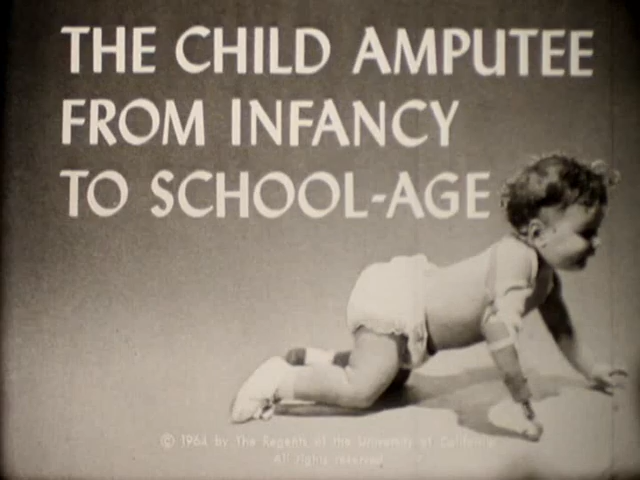 THE CHILD AMPUTEE
FROM INFANCY
TO SCHOOL-AGE
© 1964 by The Regents of the University of California
All rights reserved